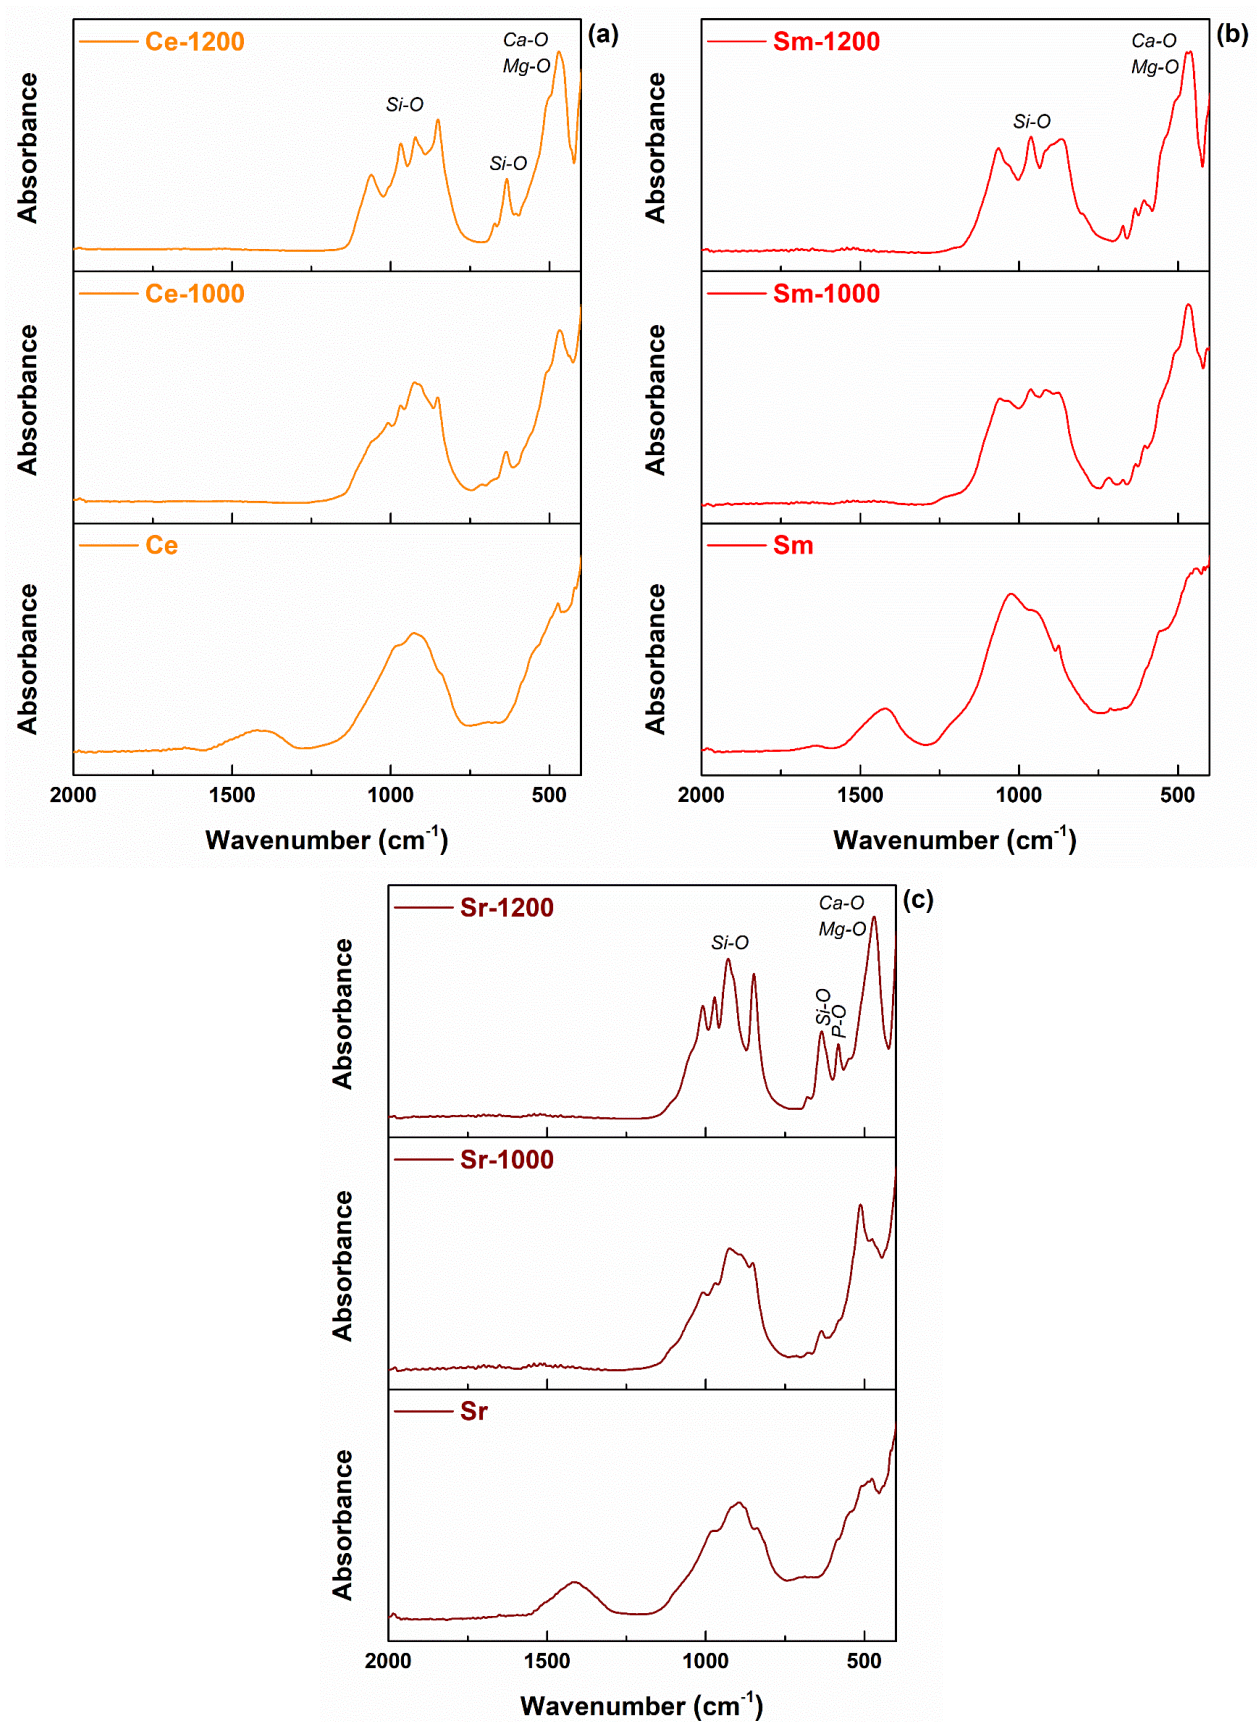 Ce-1200
Ca-O
Mg-O
Si-O
Si-O
(a)
Absorbance
Ce-1000
Absorbance
Ce
Absorbance
2000 1500 1000 500
Wavenumber (cm⁻¹)
Sm-1200
Ca-O
Mg-O
Si-O
(b)
Absorbance
Sm-1000
Absorbance
Sm
Absorbance
2000 1500 1000 500
Wavenumber (cm⁻¹)
Sr-1200
Ca-O
Mg-O
Si-O
Si-O
P-O
(c)
Absorbance
Sr-1000
Absorbance
Sr
Absorbance
2000 1500 1000 500
Wavenumber (cm⁻¹)